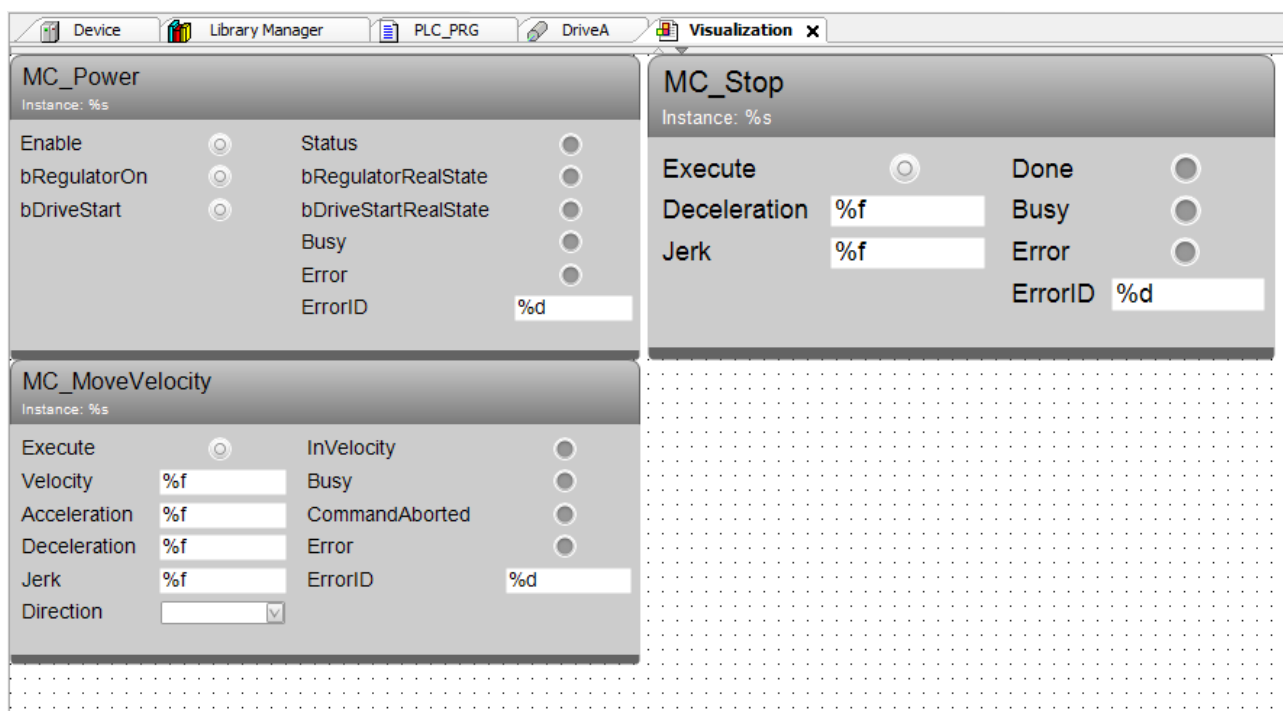 Device Library Manager PLC_PRG DriveA Visualization
MC_Power
Instance: %s
Enable Status
bRegulatorOn bRegulatorRealState
bDriveStart bDriveStartRealState
Busy
Error
ErrorID %d
MC_Stop
Instance: %s
Execute Done
Deceleration %f Busy
Jerk %f Error
ErrorID %d
MC_MoveVelocity
Instance: %s
Execute InVelocity
Velocity %f Busy
Acceleration %f CommandAborted
Deceleration %f Error
Jerk %f ErrorID %d
Direction